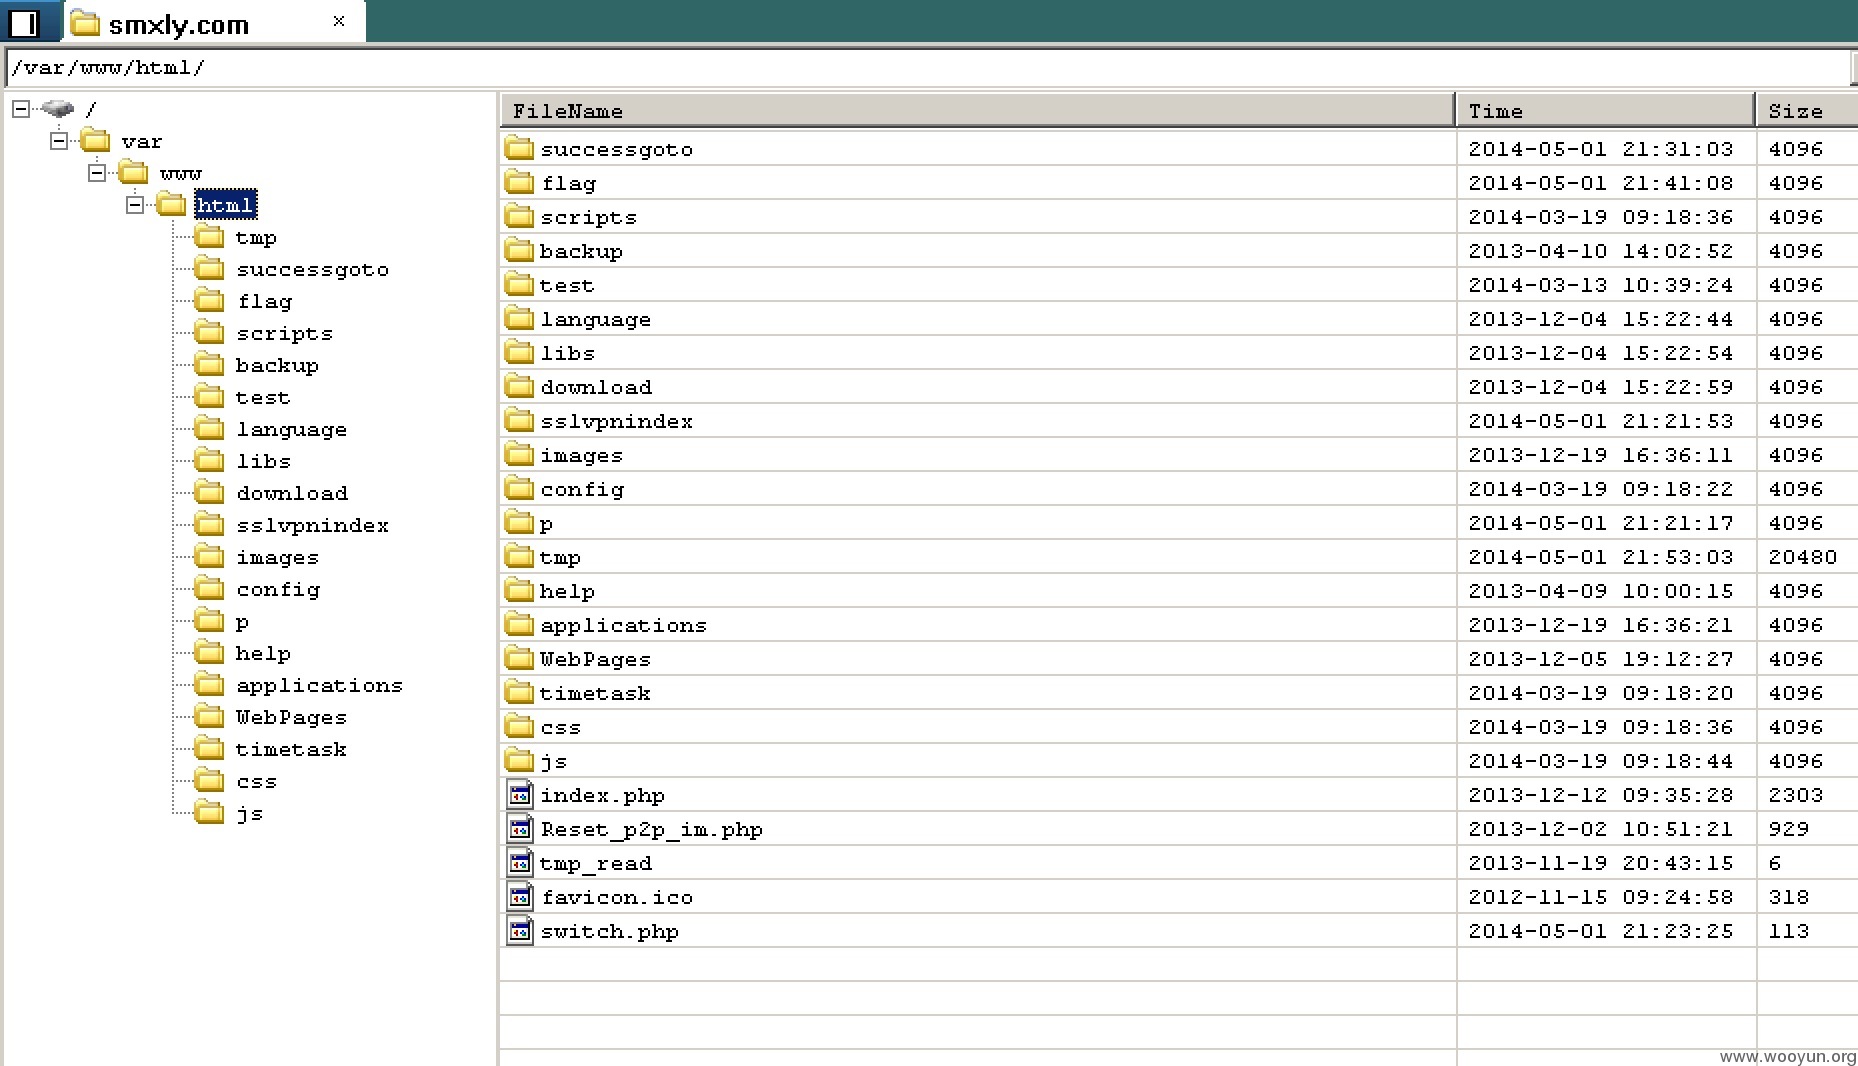 smxly.com ×
/var/www/html/
/
var
www
html
tmp
successgoto
flag
scripts
backup
test
language
libs
download
sslvpnindex
images
config
p
help
applications
WebPages
timetask
css
js
FileName Time Size
successgoto 2014-05-01 21:31:03 4096
flag 2014-05-01 21:41:08 4096
scripts 2014-03-19 09:18:36 4096
backup 2013-04-10 14:02:52 4096
test 2014-03-13 10:39:24 4096
language 2013-12-04 15:22:44 4096
libs 2013-12-04 15:22:54 4096
download 2013-12-04 15:22:59 4096
sslvpnindex 2014-05-01 21:21:53 4096
images 2013-12-19 16:36:11 4096
config 2014-03-19 09:18:22 4096
p 2014-05-01 21:21:17 4096
tmp 2014-05-01 21:53:03 20480
help 2013-04-09 10:00:15 4096
applications 2013-12-19 16:36:21 4096
WebPages 2013-12-05 19:12:27 4096
timetask 2014-03-19 09:18:20 4096
css 2014-03-19 09:18:36 4096
js 2014-03-19 09:18:44 4096
index.php 2013-12-12 09:35:28 2303
Reset_p2p_im.php 2013-12-02 10:51:21 929
tmp_read 2013-11-19 20:43:15 6
favicon.ico 2012-11-15 09:24:58 318
switch.php 2014-05-01 21:23:25 113
www.wooyun.org